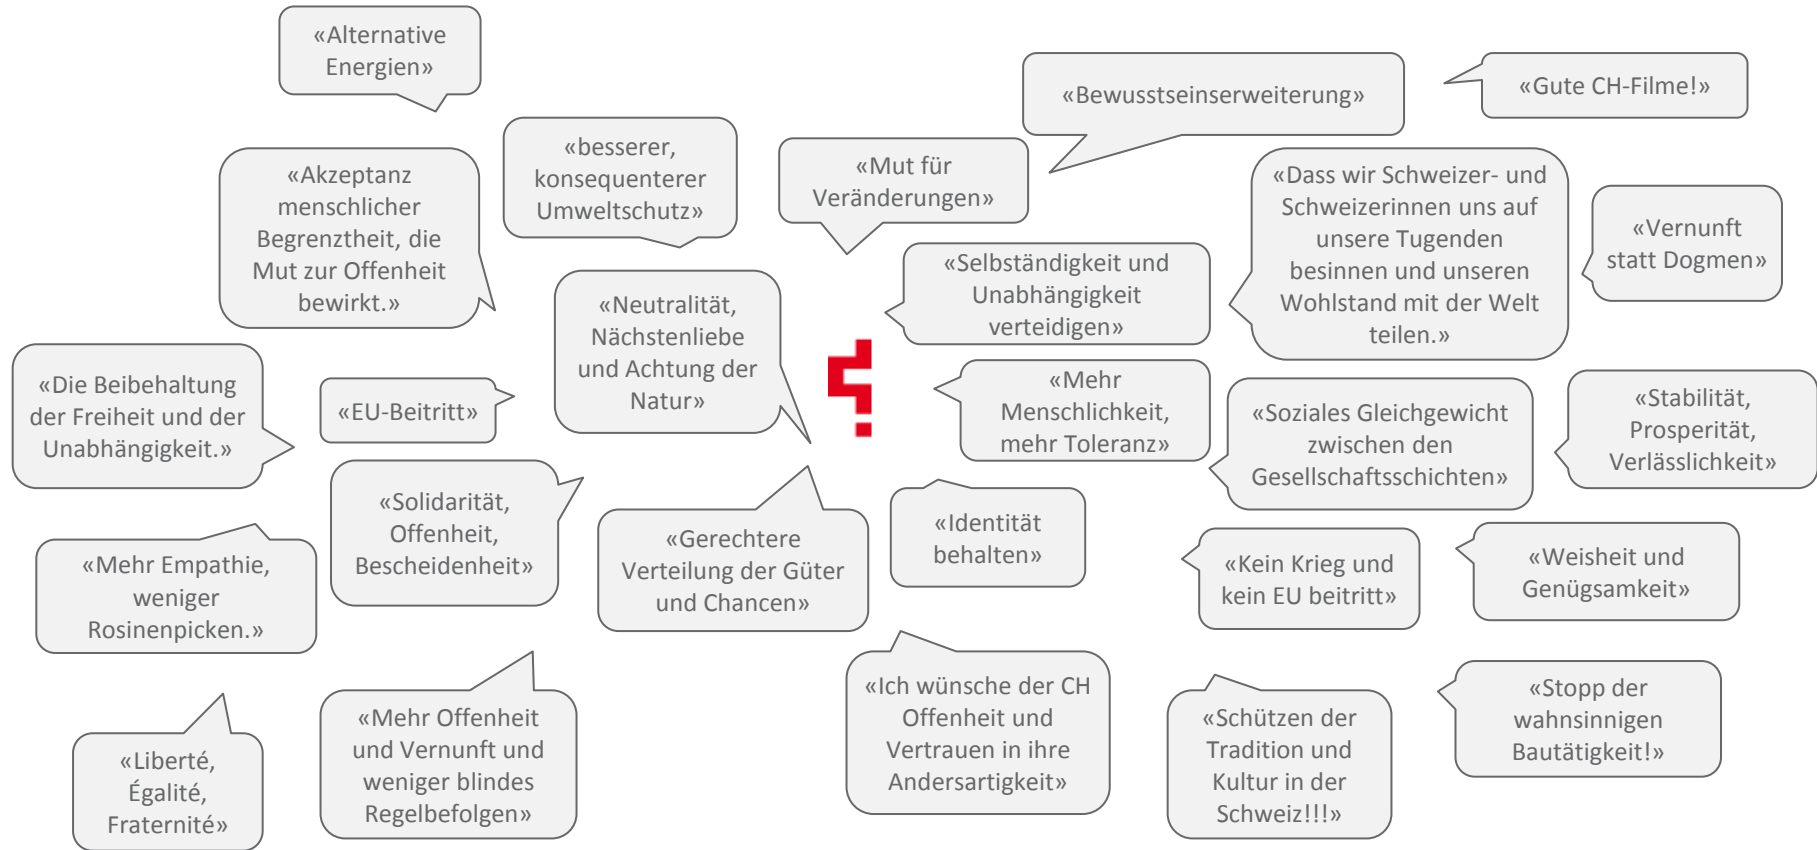 «Alternative
Energien»
«Bewusstseinserweiterung»
«Gute CH-Filme!»
«besserer,
konsequenterer
Umweltschutz»
«Mut für
Veränderungen»
«Akzeptanz
menschlicher
Begrenztheit, die
Mut zur Offenheit
bewirkt.»
«Dass wir Schweizer- und
Schweizerinnen uns auf
unsere Tugenden
besinnen und unseren
Wohlstand mit der Welt
teilen.»
«Vernunft
statt Dogmen»
«Selbständigkeit und
Unabhängigkeit
verteidigen»
«Neutralität,
Nächstenliebe
und Achtung der
Natur»
«Die Beibehaltung
der Freiheit und der
Unabhängigkeit.»
«EU-Beitritt»
«Mehr
Menschlichkeit,
mehr Toleranz»
«Soziales Gleichgewicht
zwischen den
Gesellschaftsschichten»
«Stabilität,
Prosperität,
Verlässlichkeit»
«Solidarität,
Offenheit,
Bescheidenheit»
«Gerechtere
Verteilung der Güter
und Chancen»
«Identität
behalten»
«Kein Krieg und
kein EU beitritt»
«Weisheit und
Genügsamkeit»
«Mehr Empathie,
weniger
Rosinenpicken.»
«Liberté,
Égalité,
Fraternité»
«Mehr Offenheit
und Vernunft und
weniger blindes
Regelbefolgen»
«Ich wünsche der CH
Offenheit und
Vertrauen in ihre
Andersartigkeit»
«Schützen der
Tradition und
Kultur in der
Schweiz!!!»
«Stopp der
wahnsinnigen
Bautätigkeit!»